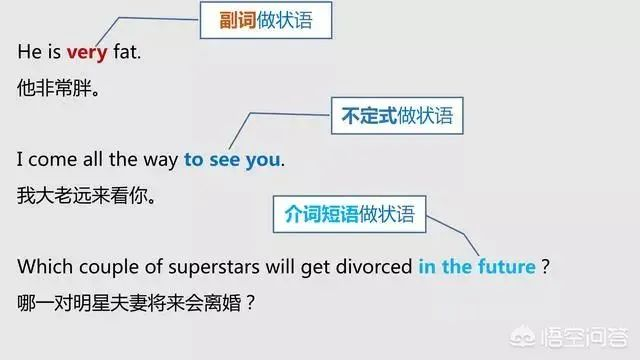 副词做状语
He is very fat.
他非常胖。
不定式做状语
I come all the way to see you.
我大老远来看你。
介词短语做状语
Which couple of superstars will get divorced in the future？
哪一对明星夫妻将来会离婚？
悟空问答